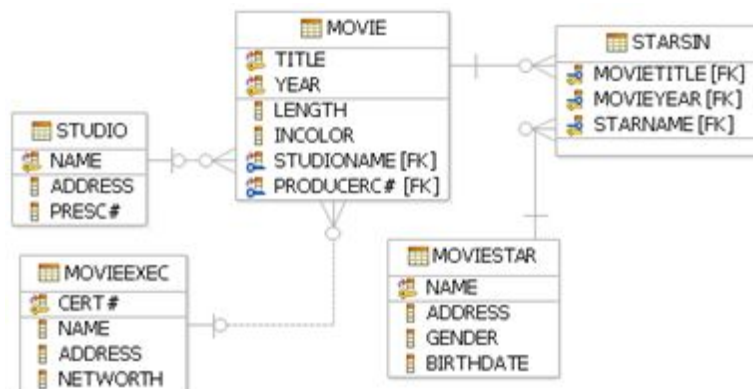 MOVIE
TITLE
YEAR
LENGTH
INCOLOR
STUDIONAME [FK]
PRODUCERC# [FK]
STARSIN
MOVIETITLE [FK]
MOVIEYEAR [FK]
STARNAME [FK]
STUDIO
NAME
ADDRESS
PRESC#
MOVIEEXEC
CERT#
NAME
ADDRESS
NETWORTH
MOVIESTAR
NAME
ADDRESS
GENDER
BIRTHDATE